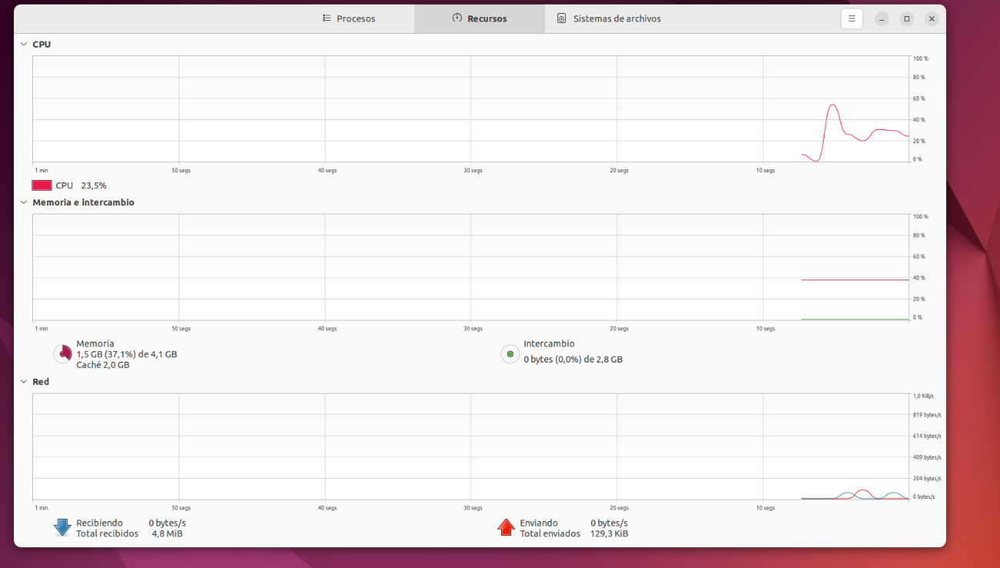 Procesos
Recursos
Sistemas de archivos
CPU
100 %
80 %
60 %
40 %
20 %
0 %
1 min 50 segs 40 segs 30 segs 20 segs 10 segs
CPU 23,5%
Memoria e intercambio
100 %
80 %
60 %
40 %
20 %
0 %
1 min 50 segs 40 segs 30 segs 20 segs 10 segs
Memoria
1,5 GB (37,1%) de 4,1 GB
Caché 2,0 GB
Intercambio
0 bytes (0,0%) de 2,8 GB
Red
1,0 KiB/s
819 bytes/s
614 bytes/s
409 bytes/s
204 bytes/s
0 bytes/s
1 min 50 segs 40 segs 30 segs 20 segs 10 segs
Recibiendo 0 bytes/s
Total recibidos 4,8 MiB
Enviando 0 bytes/s
Total enviados 129,3 KiB